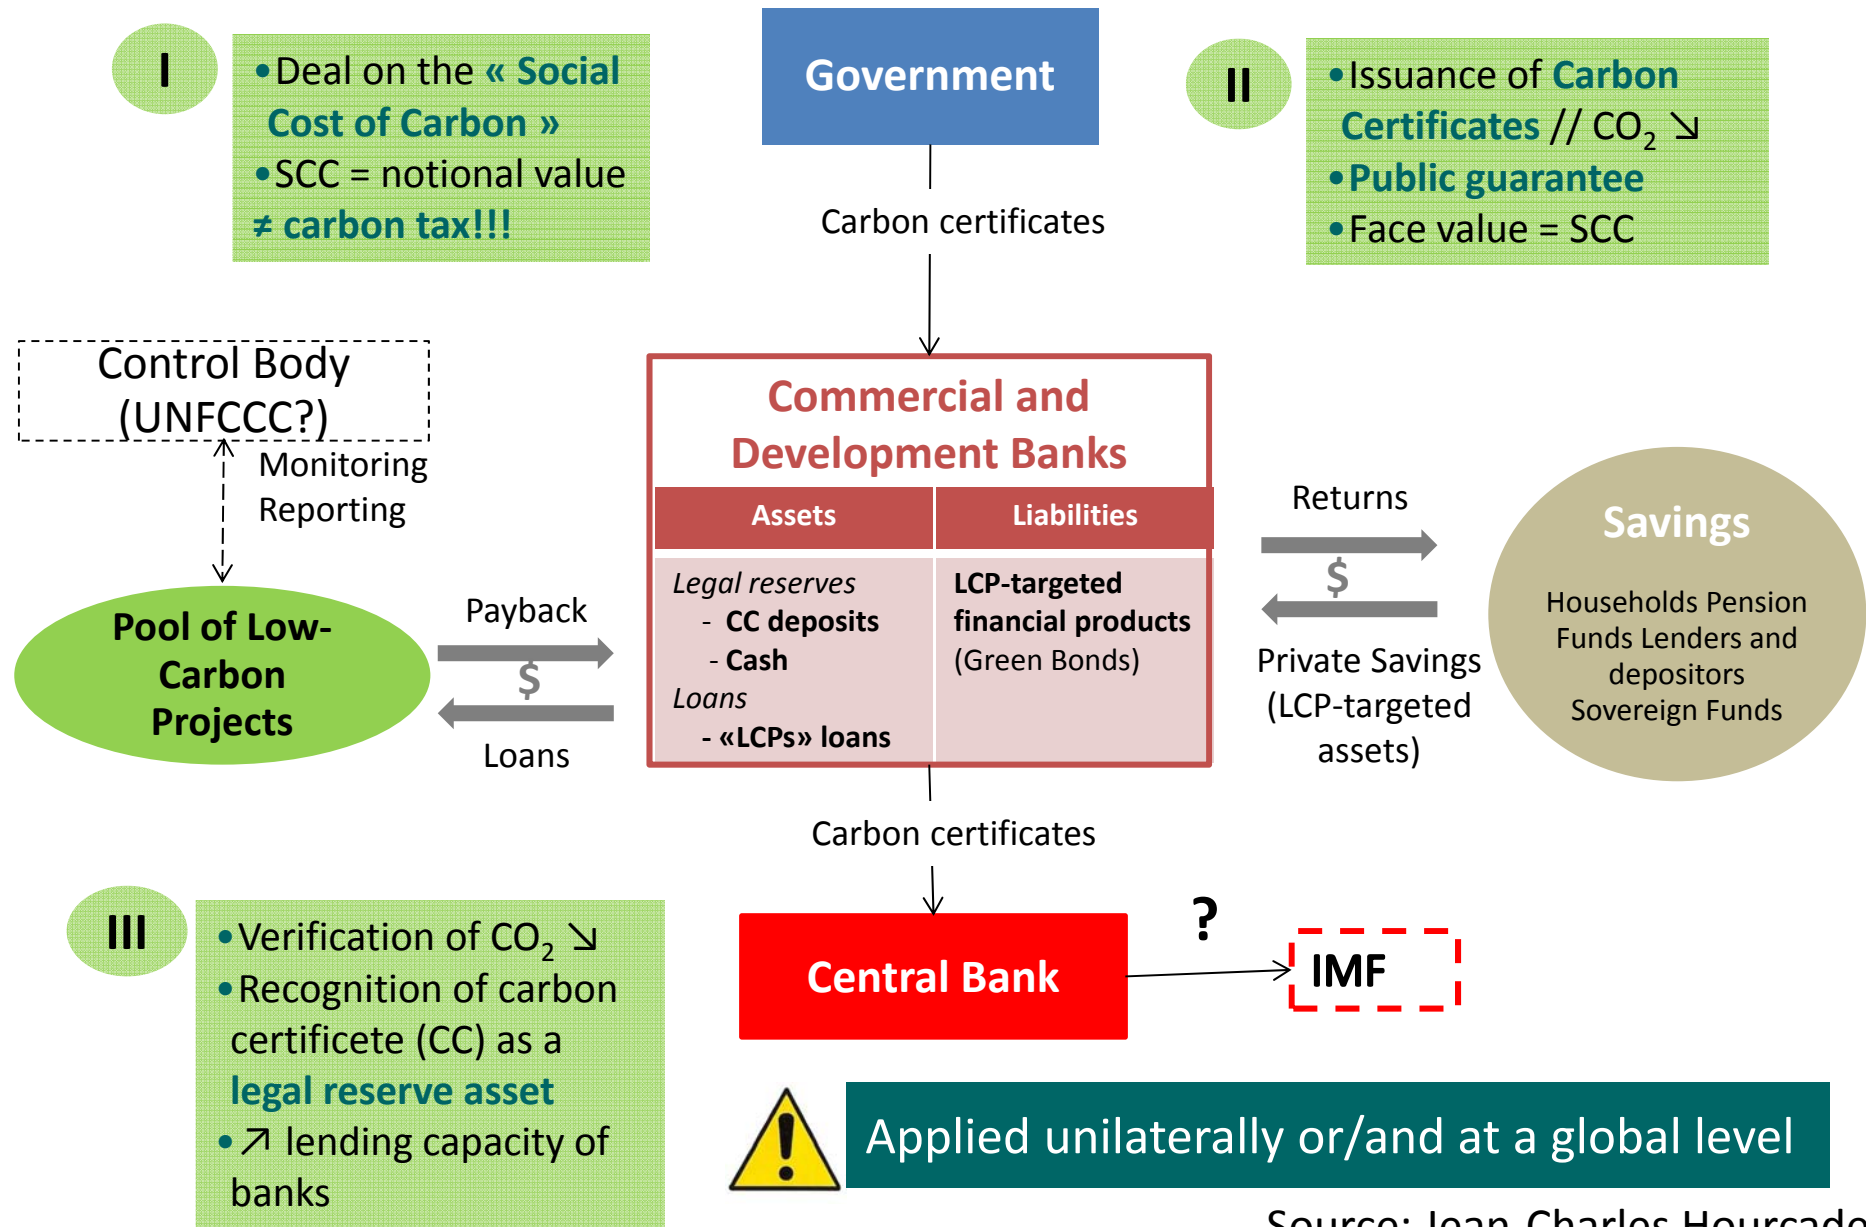 I
•Deal on the « Social
Cost of Carbon »
•SCC = notional value
≠ carbon tax!!!
Government
II
•Issuance of Carbon
Certificates // CO₂ ↘
•Public guarantee
•Face value = SCC
Carbon certificates
Control Body
(UNFCCC?)
Monitoring
Reporting
Pool of Low-
Carbon
Projects
Payback
$
Loans
Commercial and
Development Banks
Assets
Liabilities
Legal reserves
- CC deposits
- Cash
Loans
- «LCPs» loans
LCP-targeted
financial products
(Green Bonds)
Returns
$
Private Savings
(LCP-targeted
assets)
Savings
Households Pension
Funds Lenders and
depositors
Sovereign Funds
Carbon certificates
III
•Verification of CO₂ ↘
•Recognition of carbon
certificete (CC) as a
legal reserve asset
•↗ lending capacity of
banks
Central Bank
?
IMF
Applied unilaterally or/and at a global level
Source: Jean-Charles Hourcade